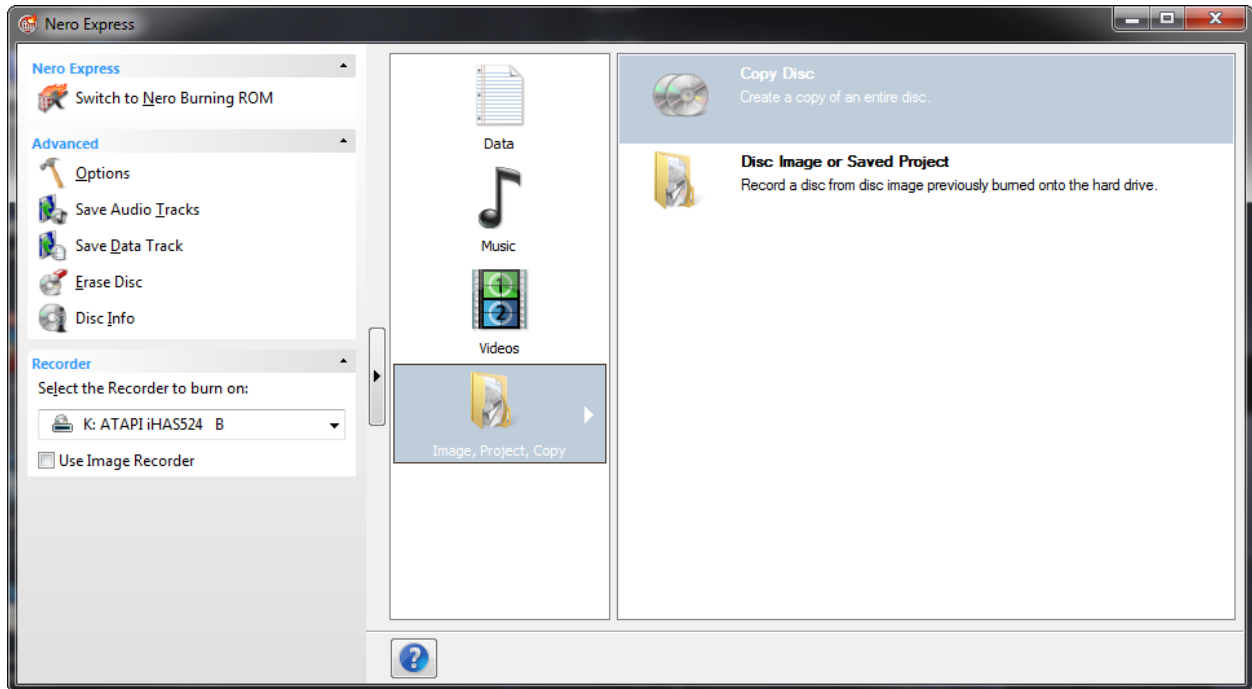 Nero Express
Nero Express
Switch to Nero Burning ROM
Advanced
Options
Save Audio Tracks
Save Data Track
Erase Disc
Disc Info
Recorder
Select the Recorder to burn on:
K: ATAPI iHAS524 B
Use Image Recorder
Data
Music
1
2
Videos
Image, Project, Copy
Copy Disc
Create a copy of an entire disc.
Disc Image or Saved Project
Record a disc from disc image previously burned onto the hard drive.
?